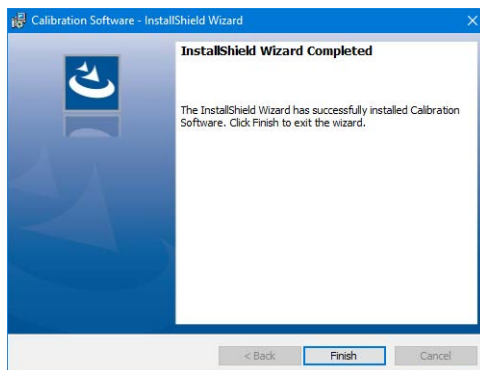 Calibration Software - InstallShield Wizard
InstallShield Wizard Completed
The InstallShield Wizard has successfully installed Calibration
Software. Click Finish to exit the wizard.
< Back
Finish
Cancel